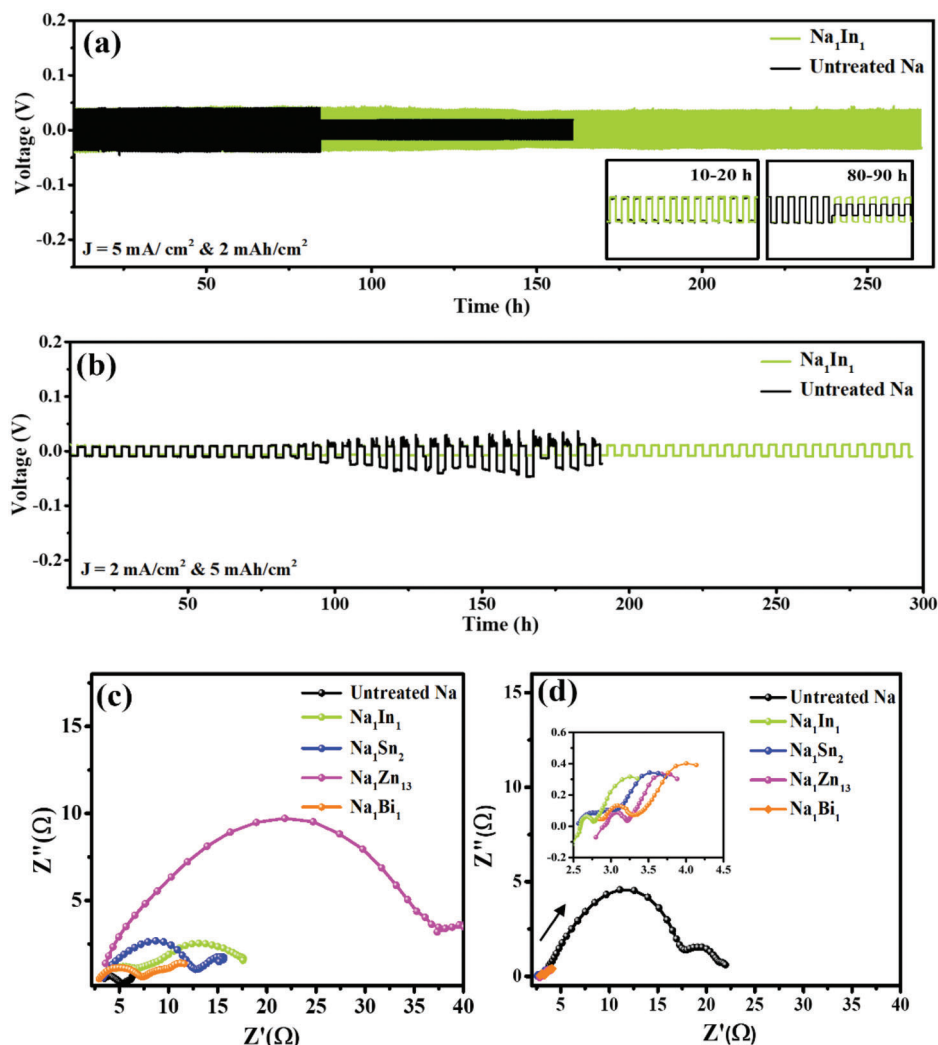 (a)
Na₁In₁
Untreated Na
Voltage (V)
0.2
0.1
0.0
-0.1
-0.2
10-20 h
80-90 h
J = 5 mA/ cm² & 2 mAh/cm²
50 100 150 200 250
Time (h)
(b)
Na₁In₁
Untreated Na
Voltage (V)
0.2
0.1
0.0
-0.1
-0.2
J = 2 mA/cm² & 5 mAh/cm²
50 100 150 200 250 300
Time (h)
(c)
Untreated Na
Na₁In₁
Na₁Sn₂
Na₁Zn₁₃
Na₁Bi₁
Z''(Ω)
15
10
5
0 5 10 15 20 25 30 35 40
Z'(Ω)
(d)
Untreated Na
Na₁In₁
Na₁Sn₂
Na₁Zn₁₃
Na₁Bi₁
Z''(Ω)
15
10
5
0
0.6
0.4
0.2
0.0
-0.2
2.5 3.0 3.5 4.0 4.5
0 5 10 15 20 25 30 35 40
Z'(Ω)